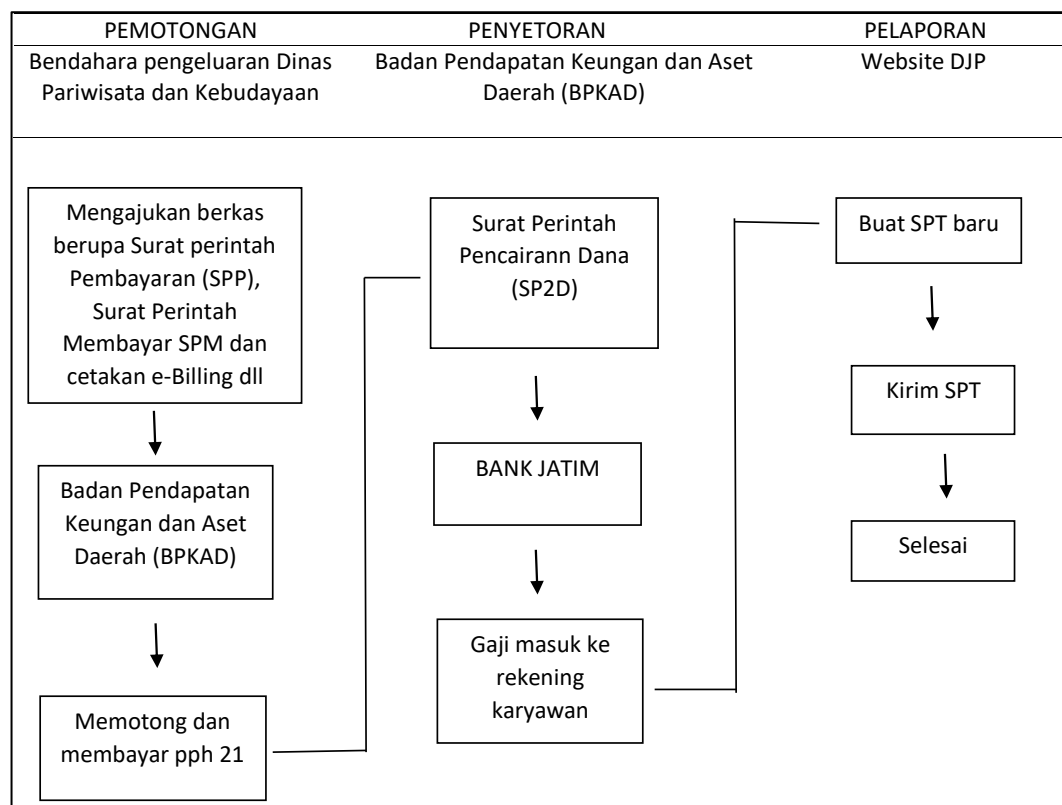 PEMOTONGAN
PENYETORAN
PELAPORAN
Bendahara pengeluaran Dinas
Pariwisata dan Kebudayaan
Badan Pendapatan Keungan dan Aset
Daerah (BPKAD)
Website DJP
Mengajukan berkas
berupa Surat perintah
Pembayaran (SPP),
Surat Perintah
Membayar SPM dan
cetakan e-Billing dll
Badan Pendapatan
Keungan dan Aset
Daerah (BPKAD)
Memotong dan
membayar pph 21
Surat Perintah
Pencairann Dana
(SP2D)
BANK JATIM
Gaji masuk ke
rekening
karyawan
Buat SPT baru
Kirim SPT
Selesai